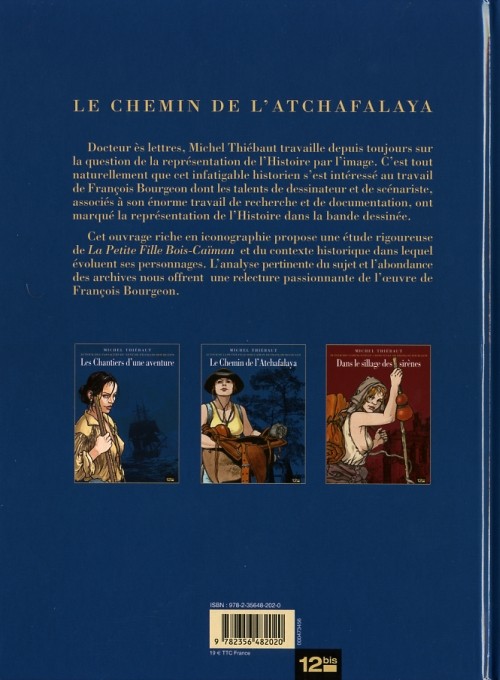 LE CHEMIN DE L'ATCHAFALAYA
Docteur ès lettres, Michel Thiébaut travaille depuis toujours sur
la question de la représentation de l'Histoire par l'image. C'est tout
naturellement que cet infatigable historien s'est intéressé au travail
de François Bourgeon dont les talents de dessinateur et de scénariste,
associés à son énorme travail de recherche et de documentation, ont
marqué la représentation de l'Histoire dans la bande dessinée.
Cet ouvrage riche en iconographie propose une étude rigoureuse
de La Petite Fille Bois-Caïman et du contexte historique dans lequel
évoluent ses personnages. L'analyse pertinente du sujet et l'abondance
des archives nous offrent une relecture passionnante de l'œuvre de
François Bourgeon.
MICHEL THIÉBAUT
Les Chantiers d'une aventure
MICHEL THIÉBAUT
Le Chemin de l'Atchafalaya
MICHEL THIÉBAUT
Dans le sillage des sirènes
ISBN : 978-2-35648-202-0
9 782356 482020
13 € TTC France
000473456
12bis